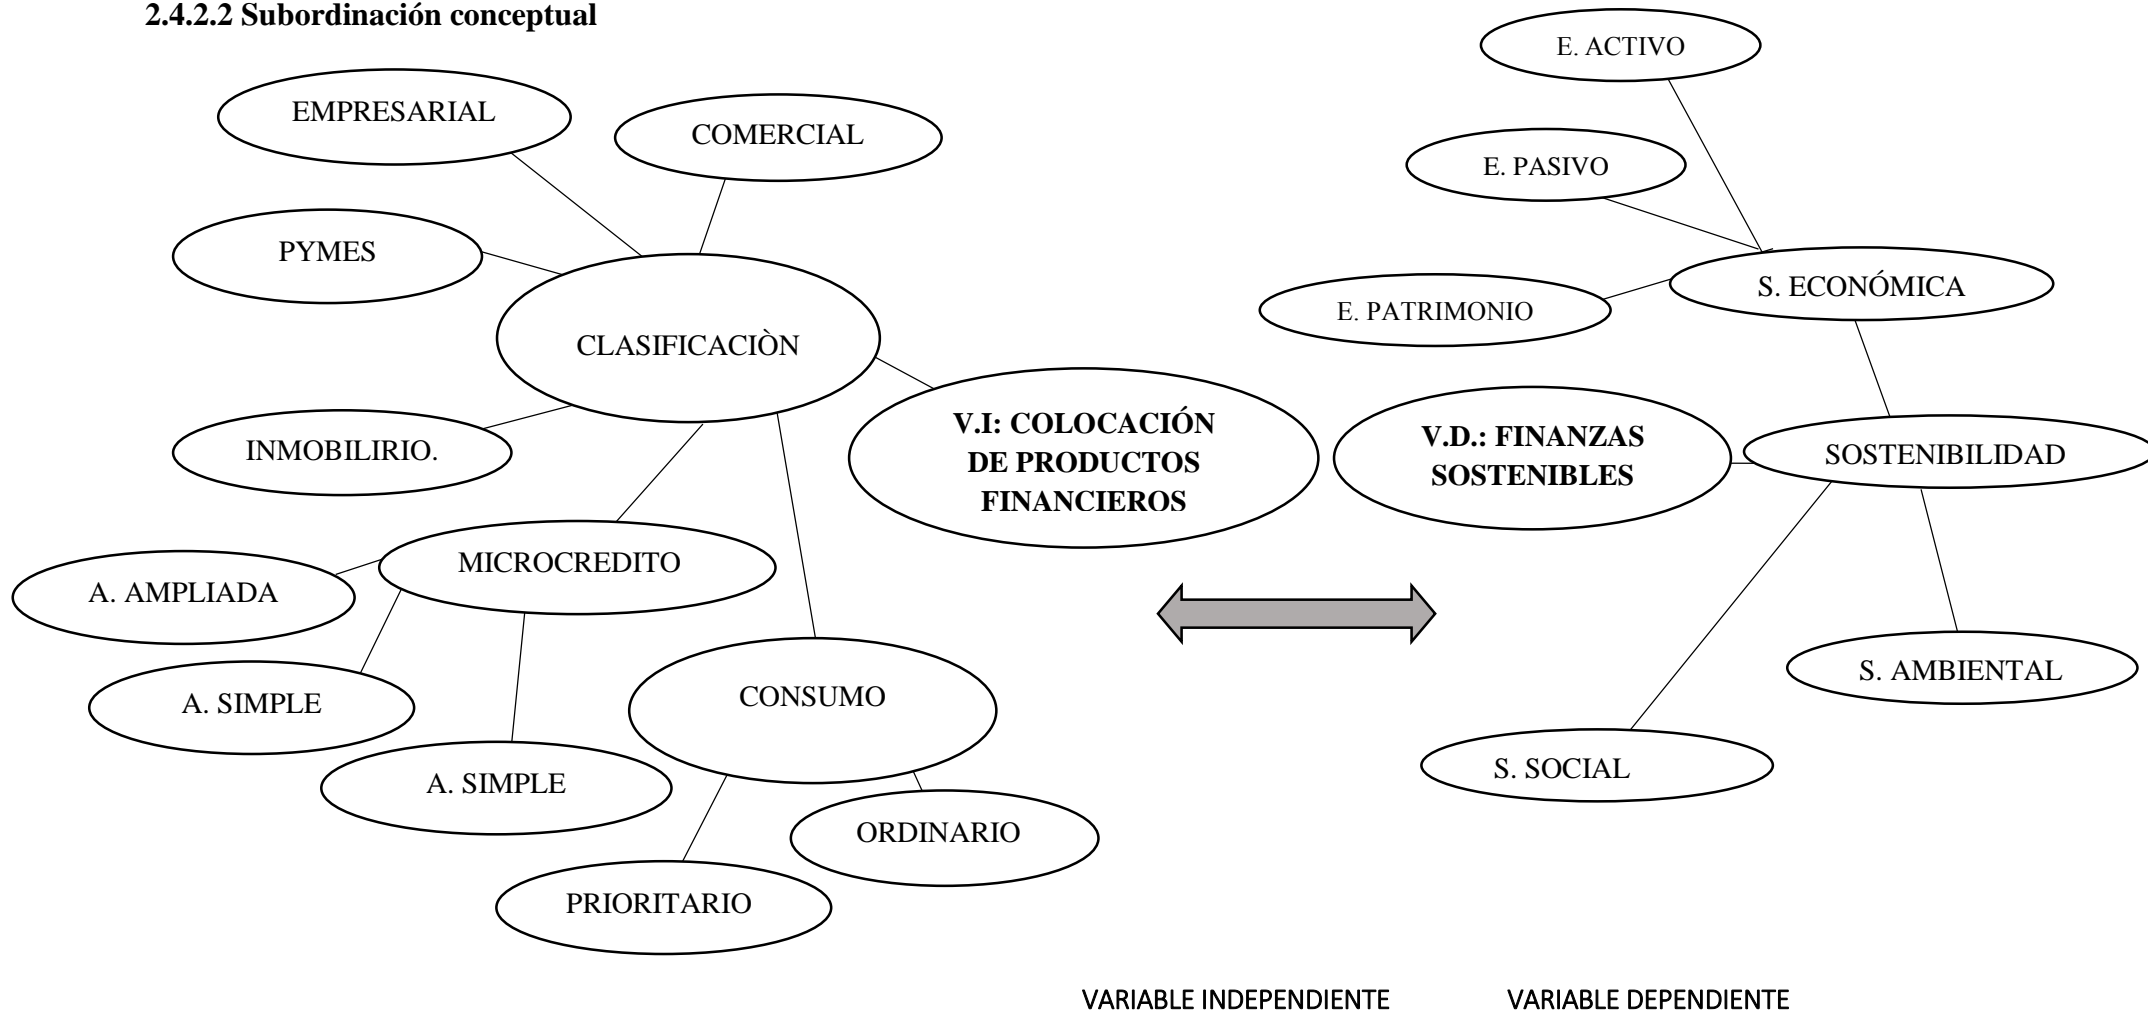 2.4.2.2 Subordinación conceptual
E. ACTIVO
EMPRESARIAL
COMERCIAL
E. PASIVO
PYMES
S. ECONÓMICA
E. PATRIMONIO
CLASIFICACIÒN
V.I: COLOCACIÓN
DE PRODUCTOS
FINANCIEROS
V.D.: FINANZAS
SOSTENIBLES
SOSTENIBILIDAD
INMOBILIRIO.
MICROCREDITO
A. AMPLIADA
A. SIMPLE
CONSUMO
S. AMBIENTAL
S. SOCIAL
A. SIMPLE
ORDINARIO
PRIORITARIO
VARIABLE INDEPENDIENTE
VARIABLE DEPENDIENTE